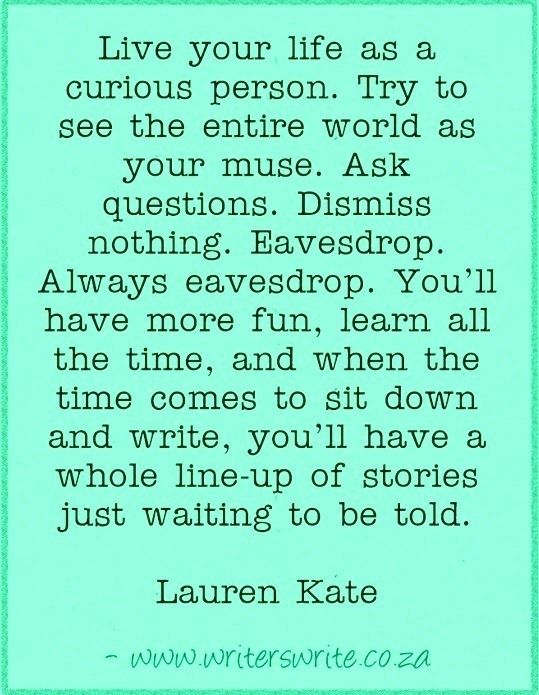 Live your life as a
curious person. Try to
see the entire world as
your muse. Ask
questions. Dismiss
nothing. Eavesdrop.
Always eavesdrop. You’ll
have more fun, learn all
the time, and when the
time comes to sit down
and write, you’ll have a
whole line-up of stories
just waiting to be told.
Lauren Kate
- www.writerswrite.co.za